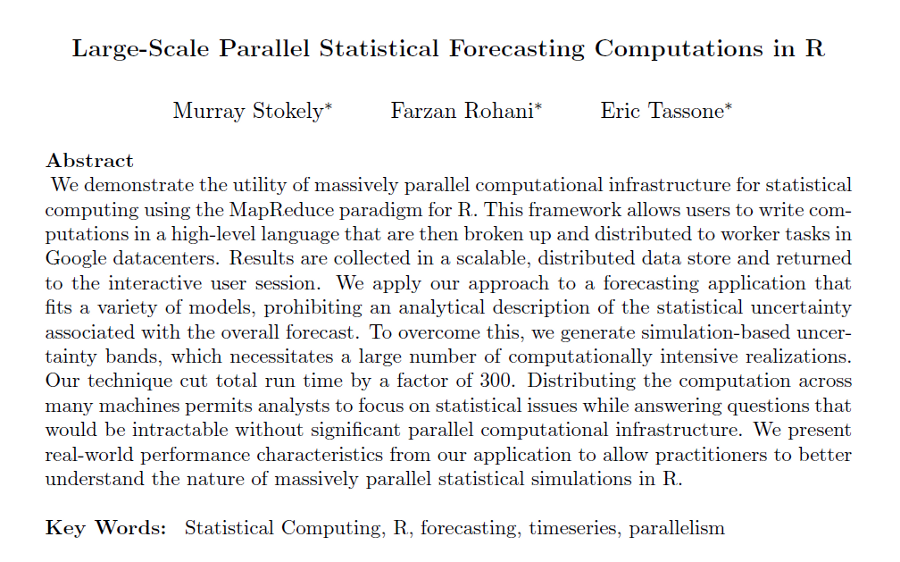 Large-Scale Parallel Statistical Forecasting Computations in R
Murray Stokely* Farzan Rohani* Eric Tassone*
Abstract
We demonstrate the utility of massively parallel computational infrastructure for statistical
computing using the MapReduce paradigm for R. This framework allows users to write com-
putations in a high-level language that are then broken up and distributed to worker tasks in
Google datacenters. Results are collected in a scalable, distributed data store and returned
to the interactive user session. We apply our approach to a forecasting application that
fits a variety of models, prohibiting an analytical description of the statistical uncertainty
associated with the overall forecast. To overcome this, we generate simulation-based uncer-
tainty bands, which necessitates a large number of computationally intensive realizations.
Our technique cut total run time by a factor of 300. Distributing the computation across
many machines permits analysts to focus on statistical issues while answering questions that
would be intractable without significant parallel computational infrastructure. We present
real-world performance characteristics from our application to allow practitioners to better
understand the nature of massively parallel statistical simulations in R.
Key Words: Statistical Computing, R, forecasting, timeseries, parallelism